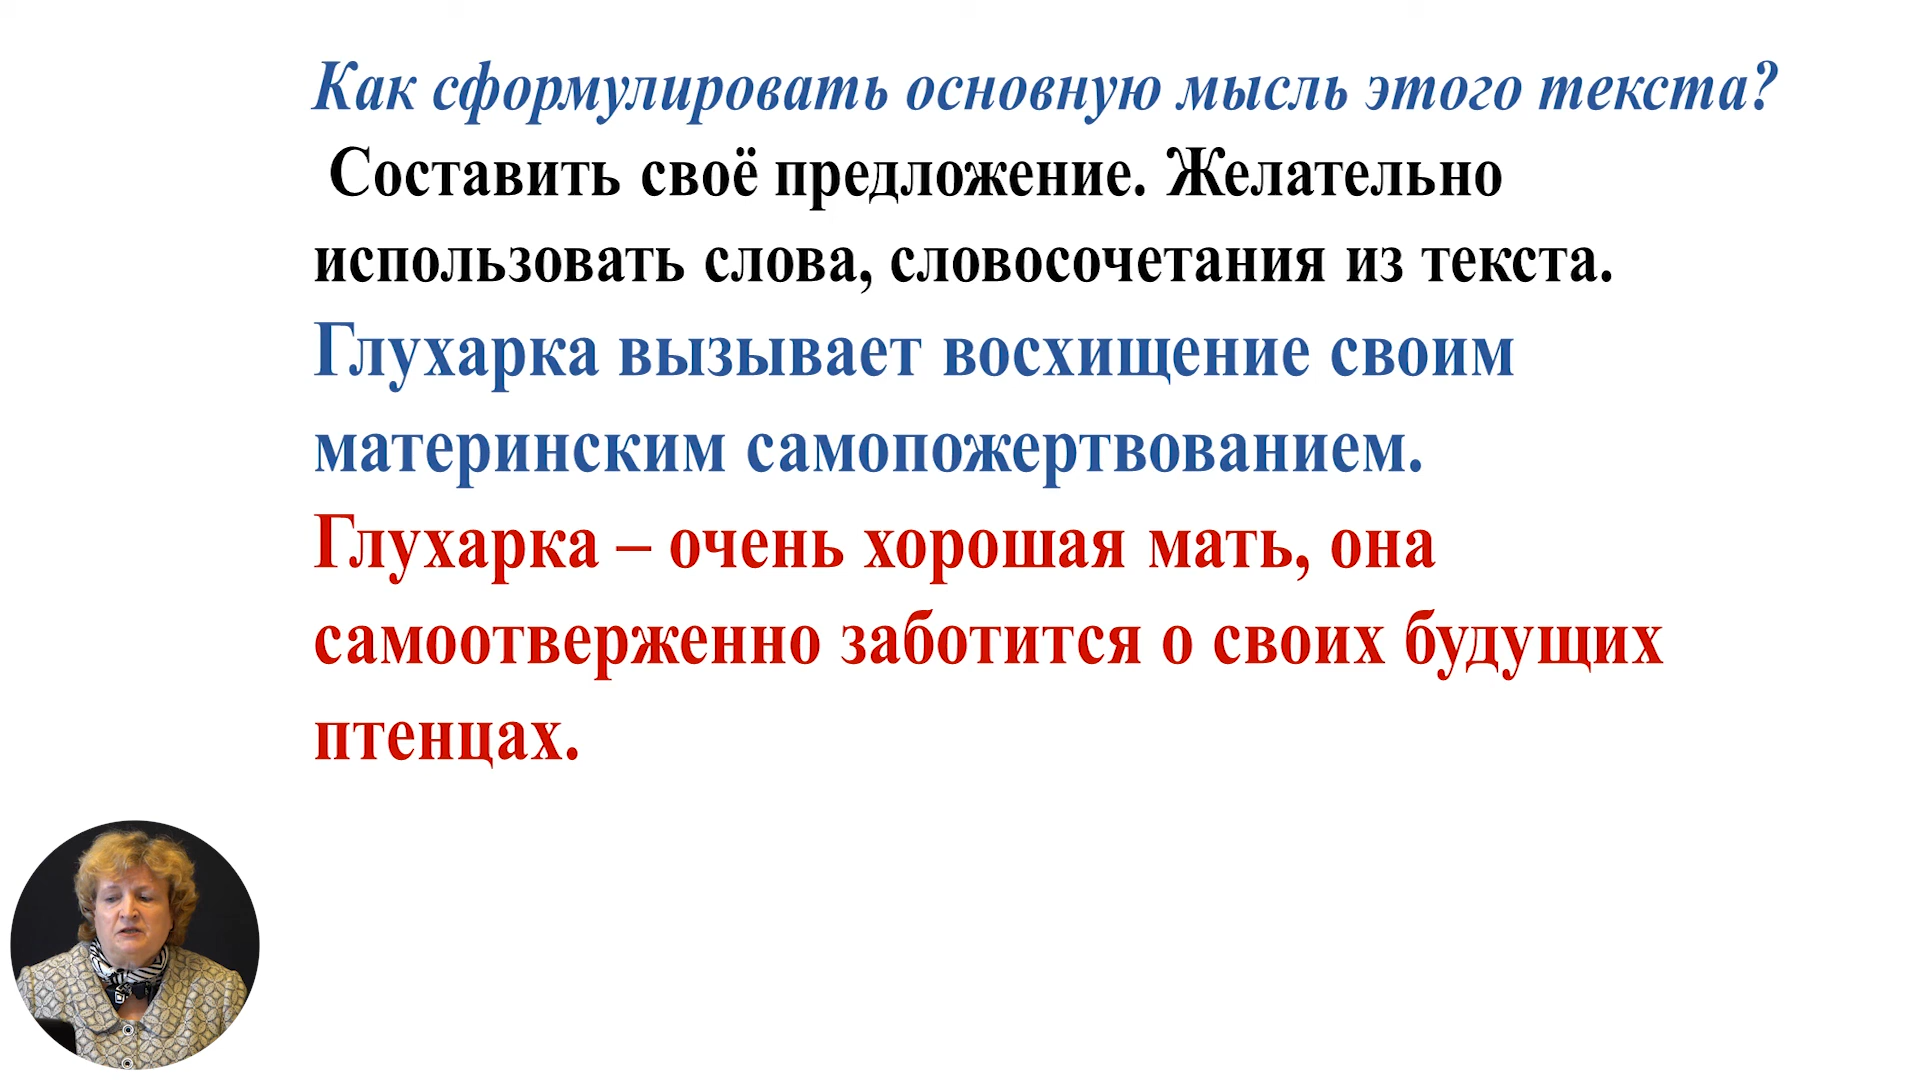 Как сформулировать основную мысль этого текста?
Составить своё предложение. Желательно
использовать слова, словосочетания из текста.
Глухарка вызывает восхищение своим
материнским самопожертвованием.
Глухарка – очень хорошая мать, она
самоотверженно заботится о своих будущих
птенцах.